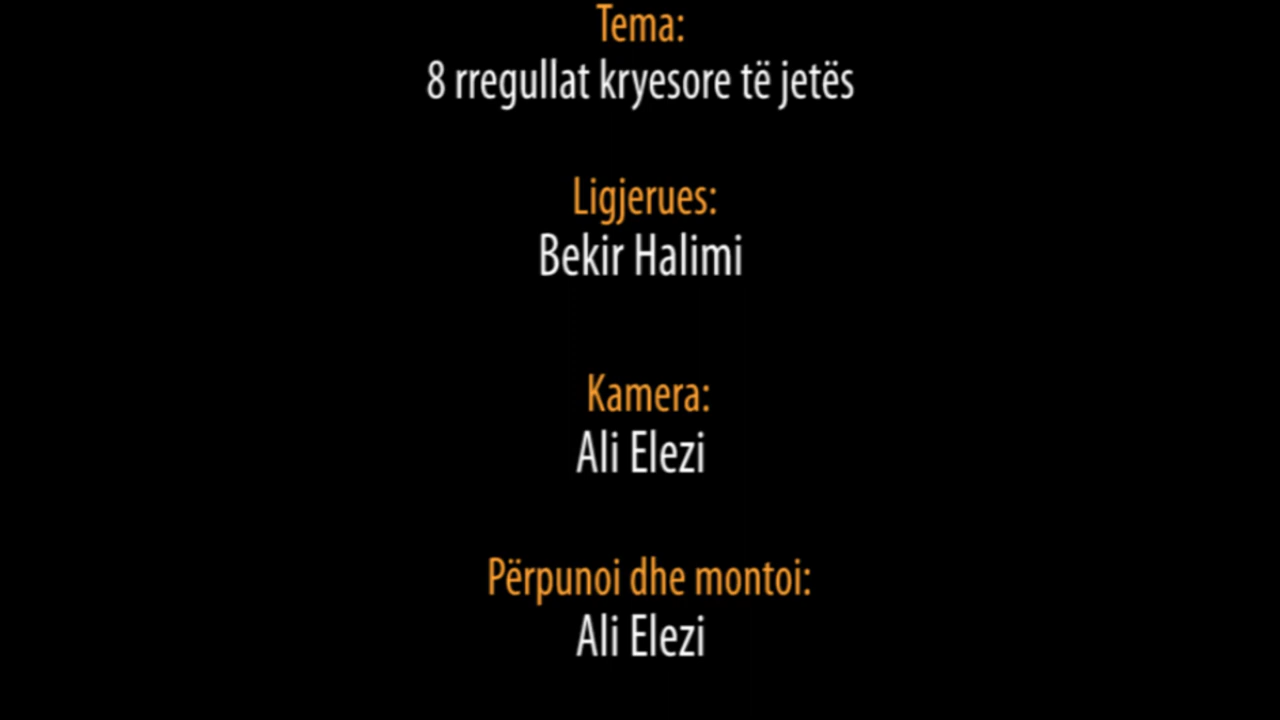 Tema:
8 rregullat kryesore të jetës
Ligjerues:
Bekir Halimi
Kamera:
Ali Elezi
Përpunoi dhe montoi:
Ali Elezi